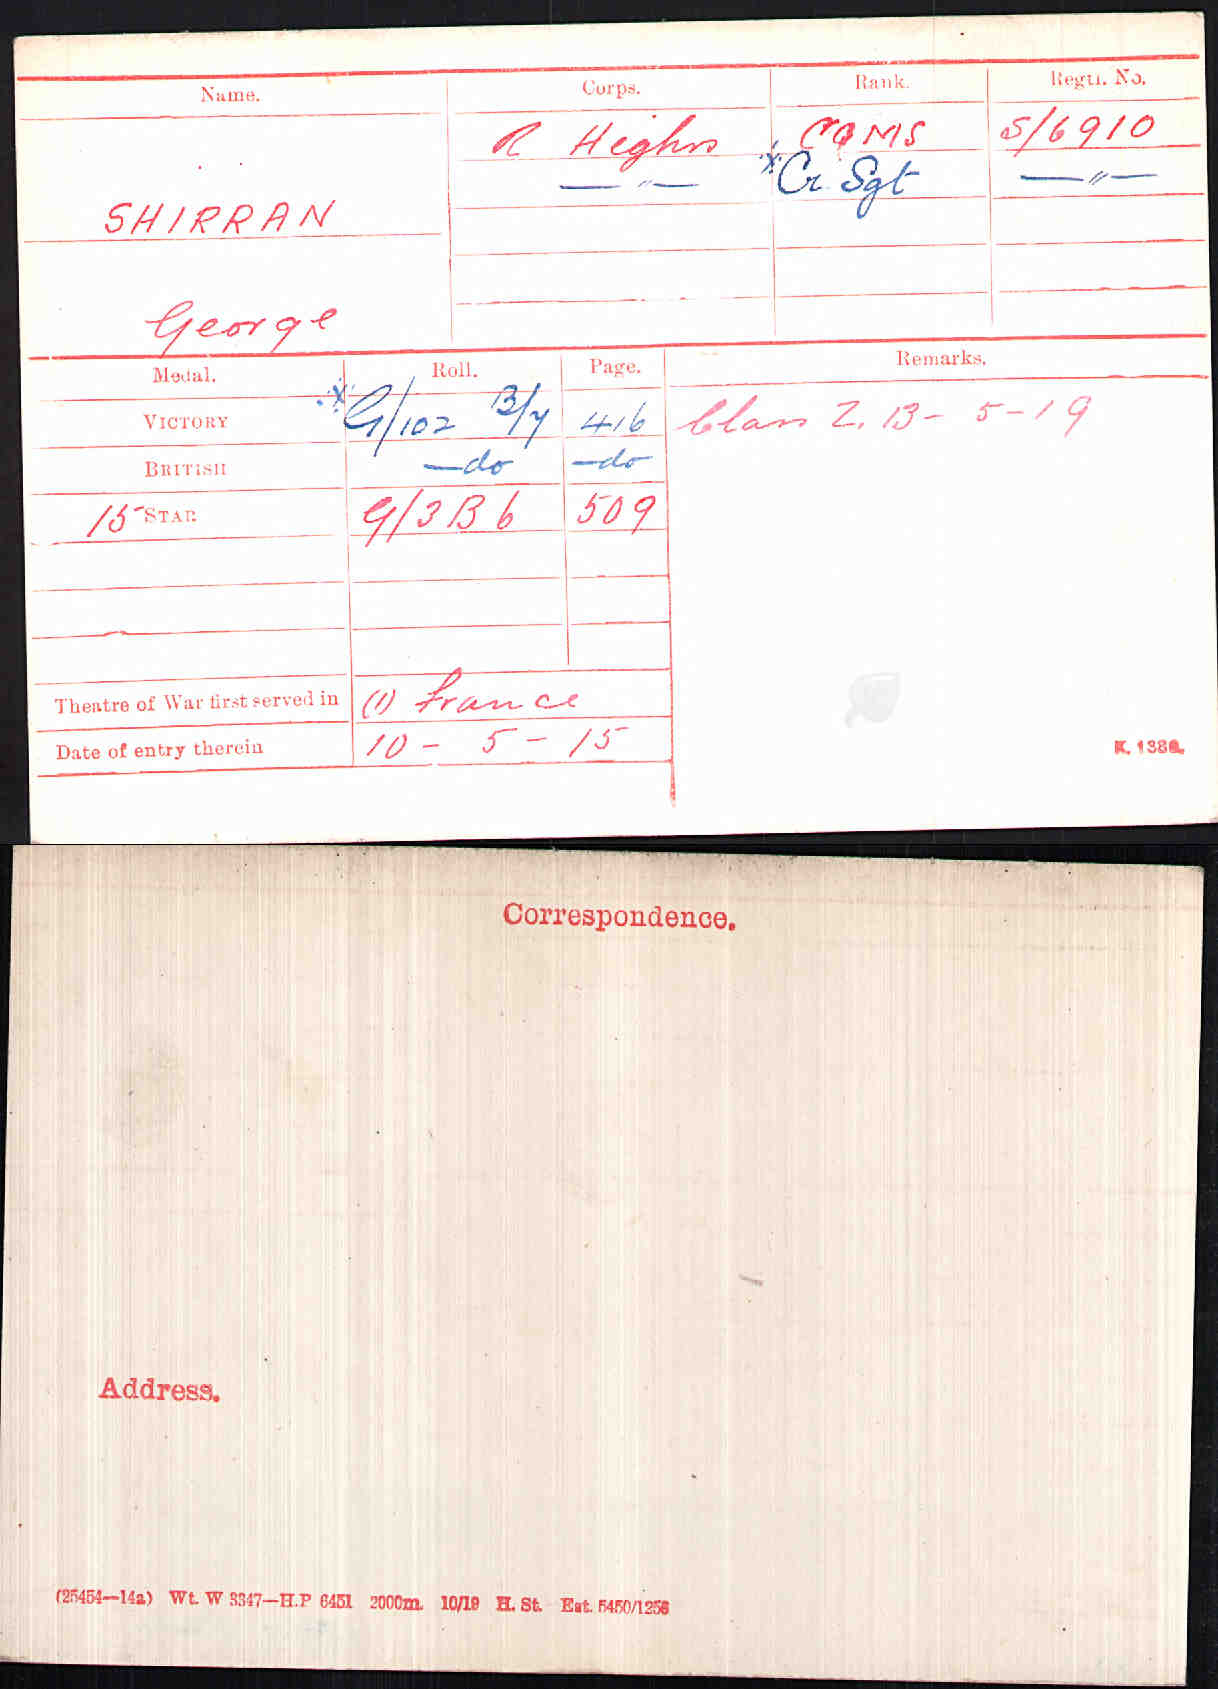 Name. Corps. Rank. Regtl. No.
R Highrs CQMS S/6910
* Cr Sgt
— " — — " —
SHIRRAN
George
Medal. Roll. Page. Remarks.
VICTORY * G/102 B/7 416 Class Z. 13-5-19
BRITISH —do —do
15 STAR G/3 B 6 509
Theatre of War first served in (1) France
Date of entry therein 10 - 5 - 15
K. 1380.
Correspondence.
Address.
(25454—14a) Wt. W 3347—H.P 6451 2000m. 10/19 H. St. Est. 5450/1256